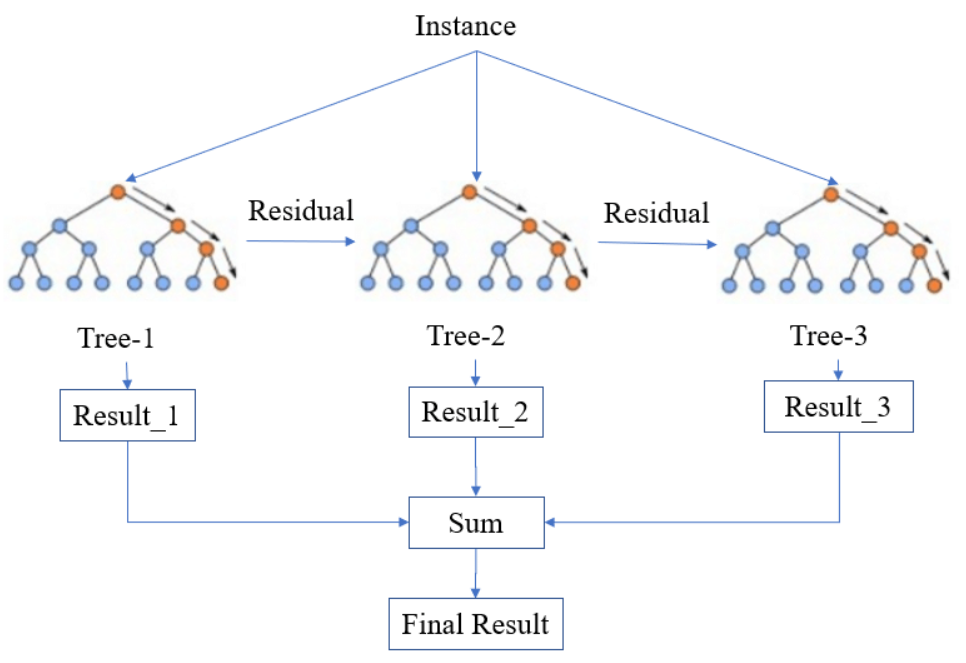 Instance
Residual
Residual
Tree-1
Tree-2
Tree-3
Result_1
Result_2
Result_3
Sum
Final Result